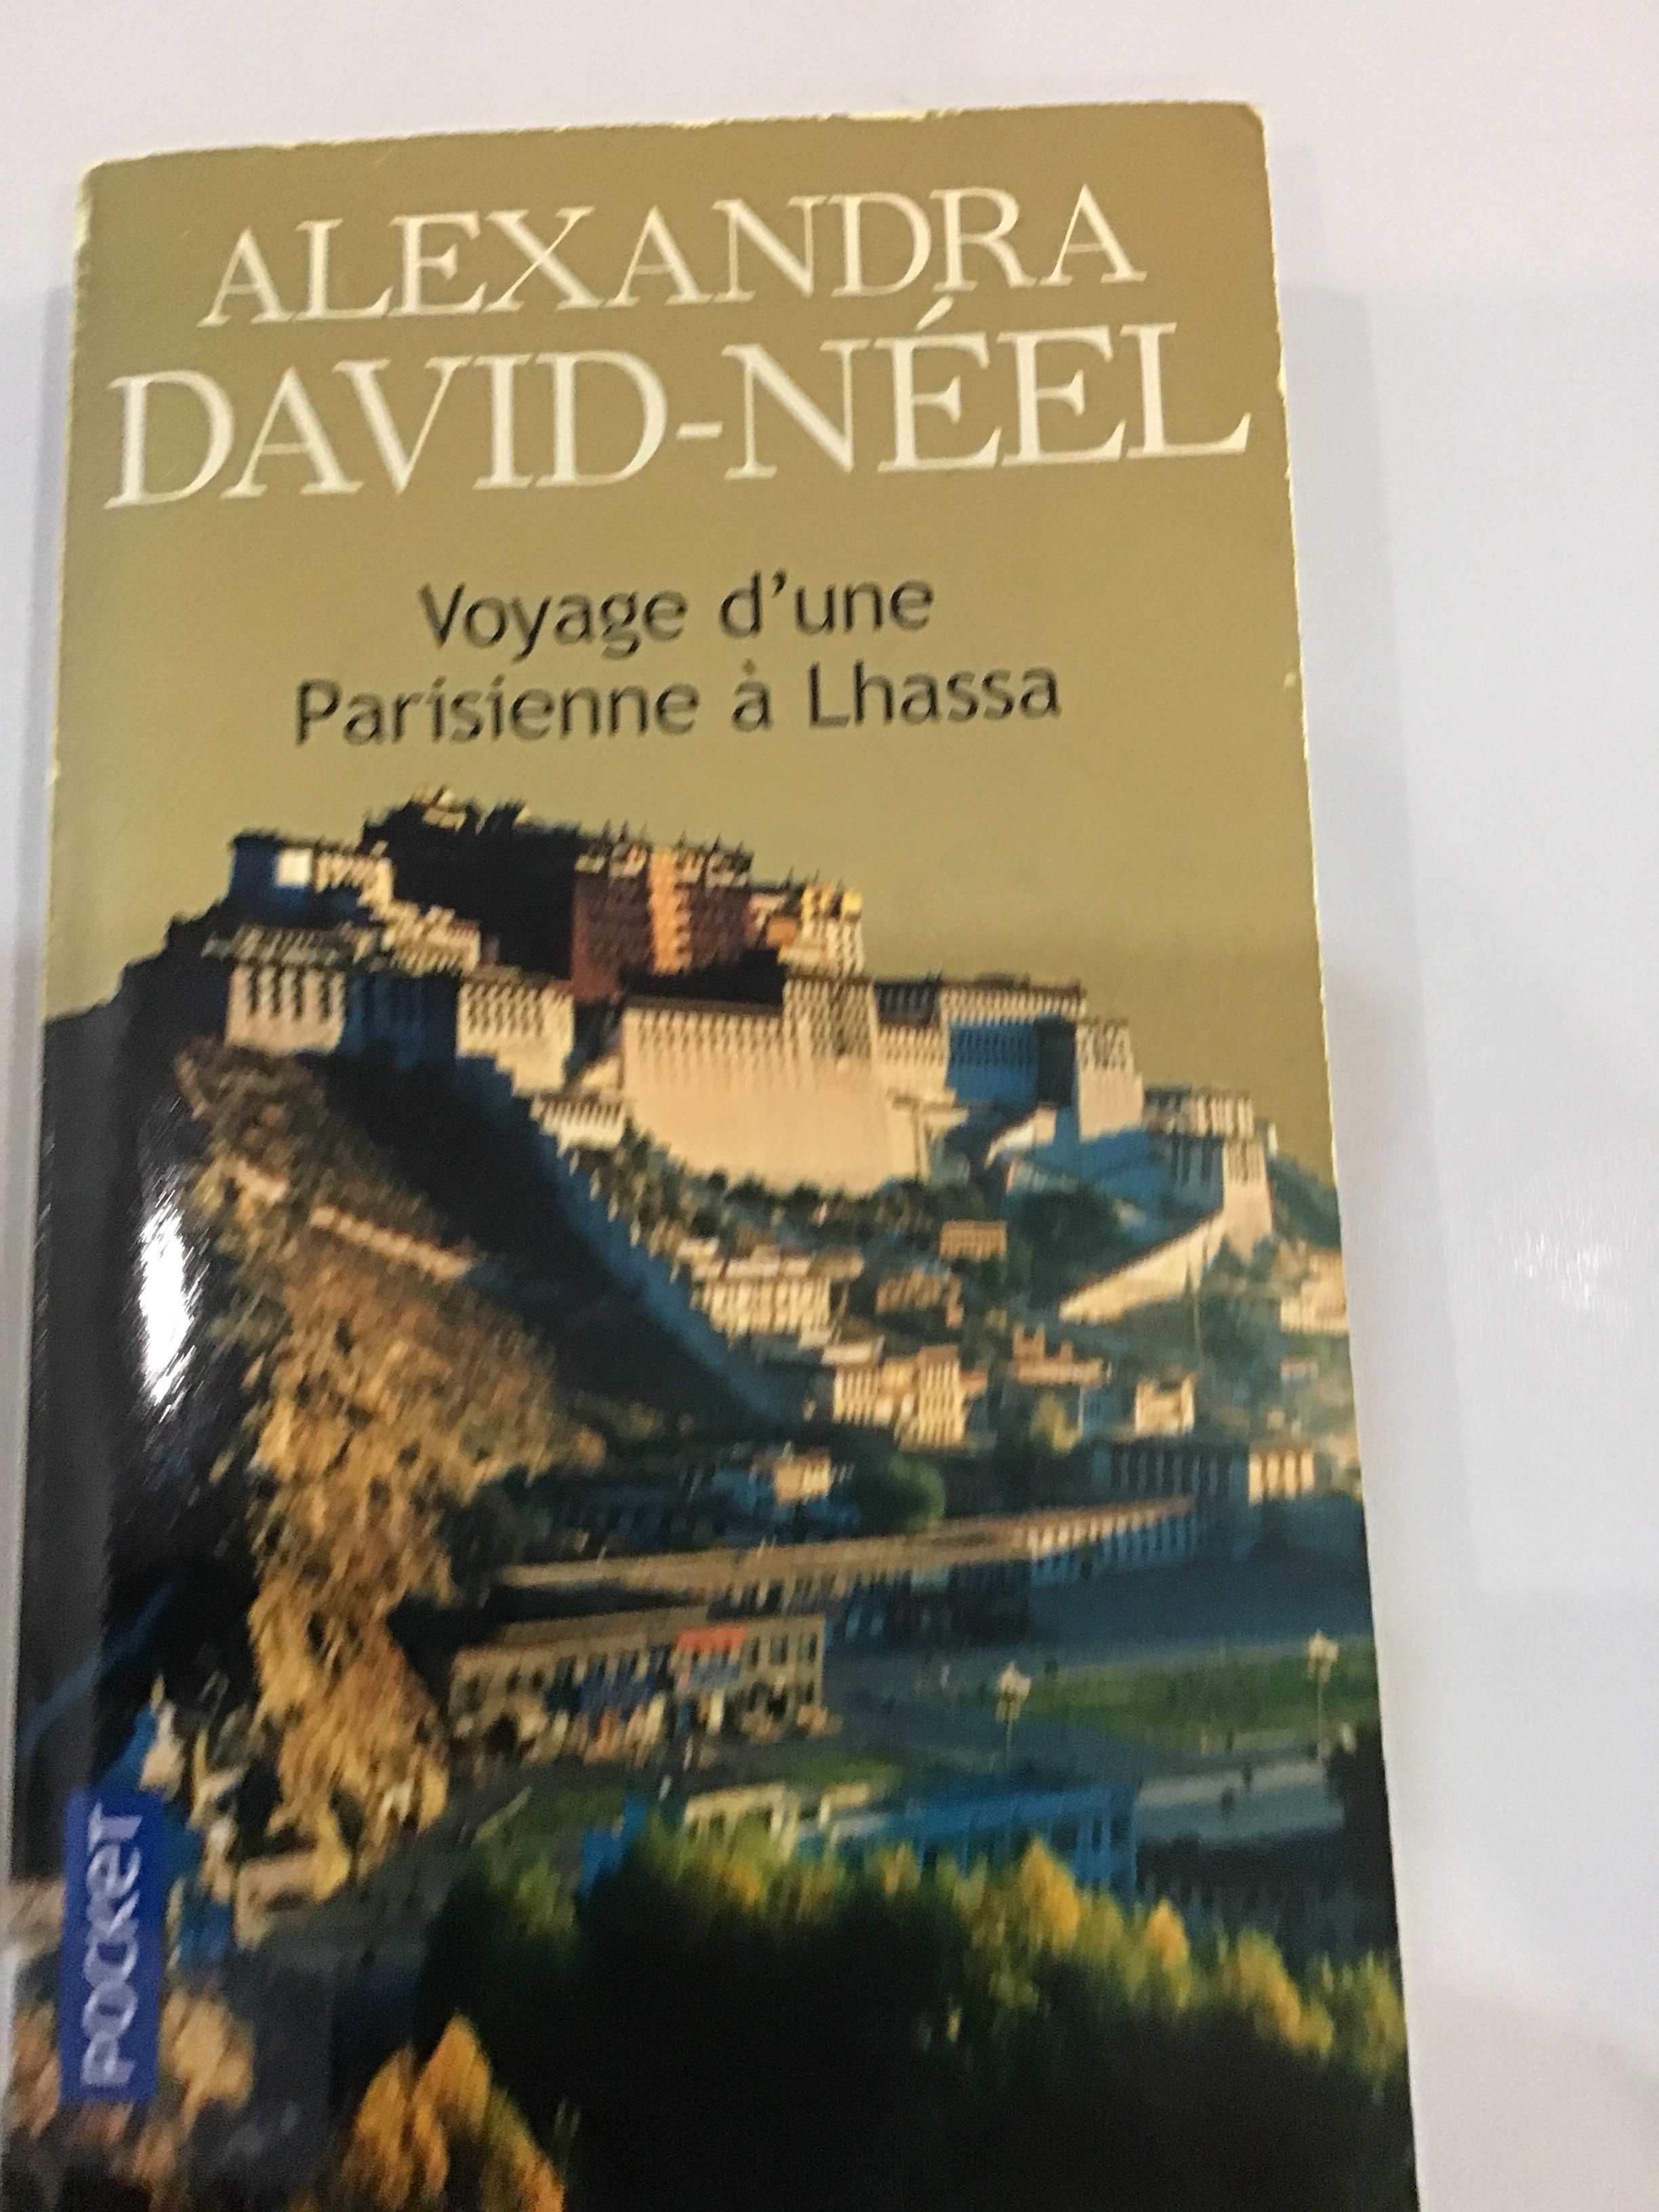 ALEXANDRA
DAVID-NÉEL
Voyage d'une
Parisienne à Lhassa
POCKET